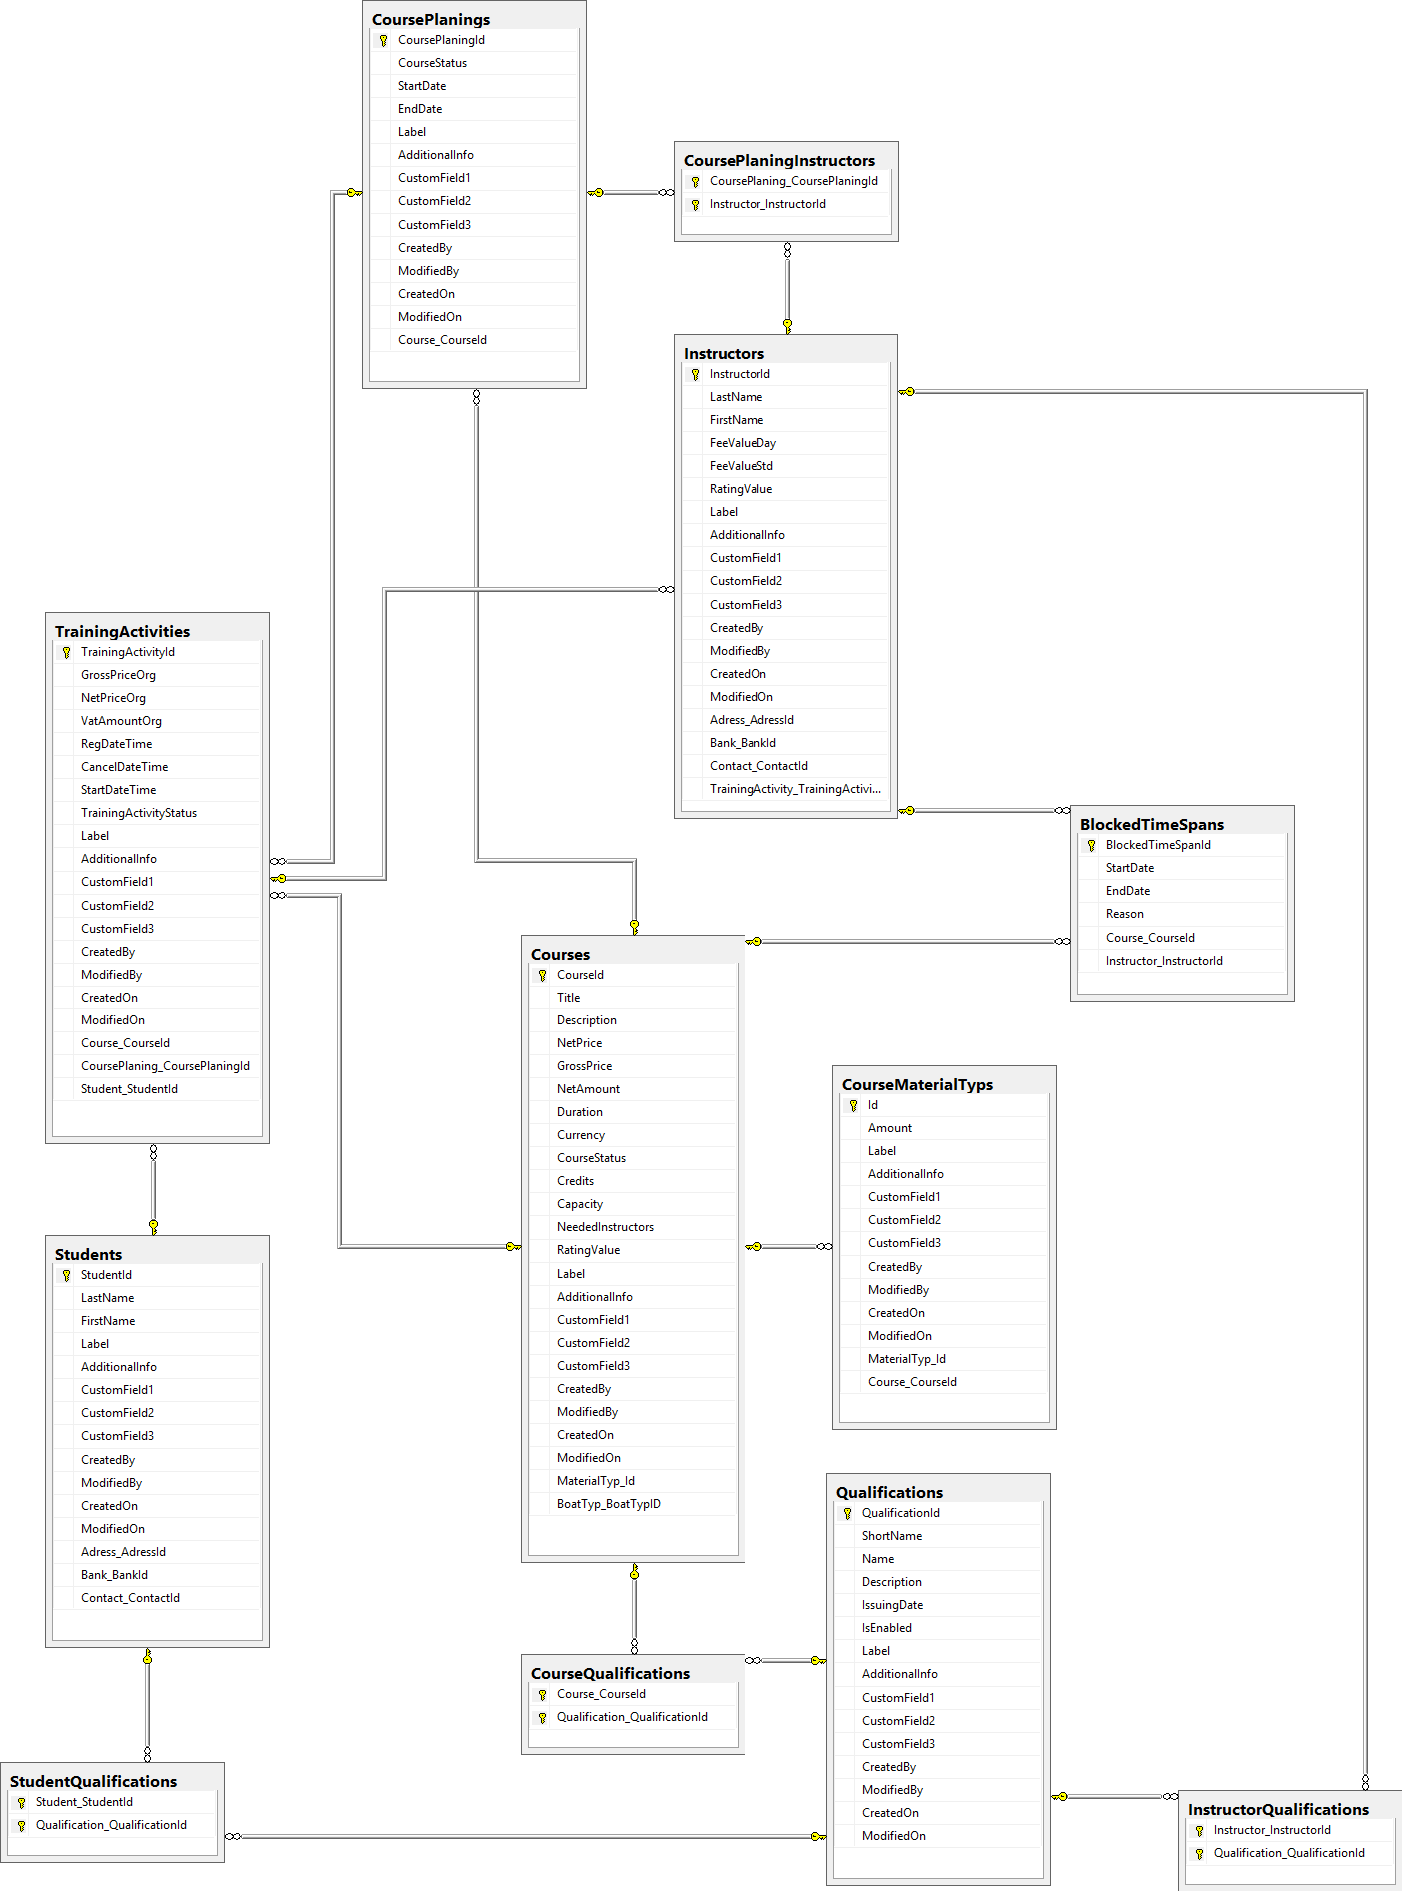 CoursePlanings
CoursePlaningId
CourseStatus
StartDate
EndDate
Label
AdditionalInfo
CustomField1
CustomField2
CustomField3
CreatedBy
ModifiedBy
CreatedOn
ModifiedOn
Course_CourseId
CoursePlaningInstructors
CoursePlaning_CoursePlaningId
Instructor_InstructorId
Instructors
InstructorId
LastName
FirstName
FeeValueDay
FeeValueStd
RatingValue
Label
AdditionalInfo
CustomField1
CustomField2
CustomField3
CreatedBy
ModifiedBy
CreatedOn
ModifiedOn
Adress_AdressId
Bank_BankId
Contact_ContactId
TrainingActivity_TrainingActivi...
TrainingActivities
TrainingActivityId
GrossPriceOrg
NetPriceOrg
VatAmountOrg
RegDateTime
CancelDateTime
StartDateTime
TrainingActivityStatus
Label
AdditionalInfo
CustomField1
CustomField2
CustomField3
CreatedBy
ModifiedBy
CreatedOn
ModifiedOn
Course_CourseId
CoursePlaning_CoursePlaningId
Student_StudentId
BlockedTimeSpans
BlockedTimeSpanId
StartDate
EndDate
Reason
Course_CourseId
Instructor_InstructorId
Courses
CourseId
Title
Description
NetPrice
GrossPrice
NetAmount
Duration
Currency
CourseStatus
Credits
Capacity
NeededInstructors
RatingValue
Label
AdditionalInfo
CustomField1
CustomField2
CustomField3
CreatedBy
ModifiedBy
CreatedOn
ModifiedOn
MaterialTyp_Id
BoatTyp_BoatTypID
CourseMaterialTyps
Id
Amount
Label
AdditionalInfo
CustomField1
CustomField2
CustomField3
CreatedBy
ModifiedBy
CreatedOn
ModifiedOn
MaterialTyp_Id
Course_CourseId
Students
StudentId
LastName
FirstName
Label
AdditionalInfo
CustomField1
CustomField2
CustomField3
CreatedBy
ModifiedBy
CreatedOn
ModifiedOn
Adress_AdressId
Bank_BankId
Contact_ContactId
Qualifications
QualificationId
ShortName
Name
Description
IssuingDate
IsEnabled
Label
AdditionalInfo
CustomField1
CustomField2
CustomField3
CreatedBy
ModifiedBy
CreatedOn
ModifiedOn
CourseQualifications
Course_CourseId
Qualification_QualificationId
StudentQualifications
Student_StudentId
Qualification_QualificationId
InstructorQualifications
Instructor_InstructorId
Qualification_QualificationId